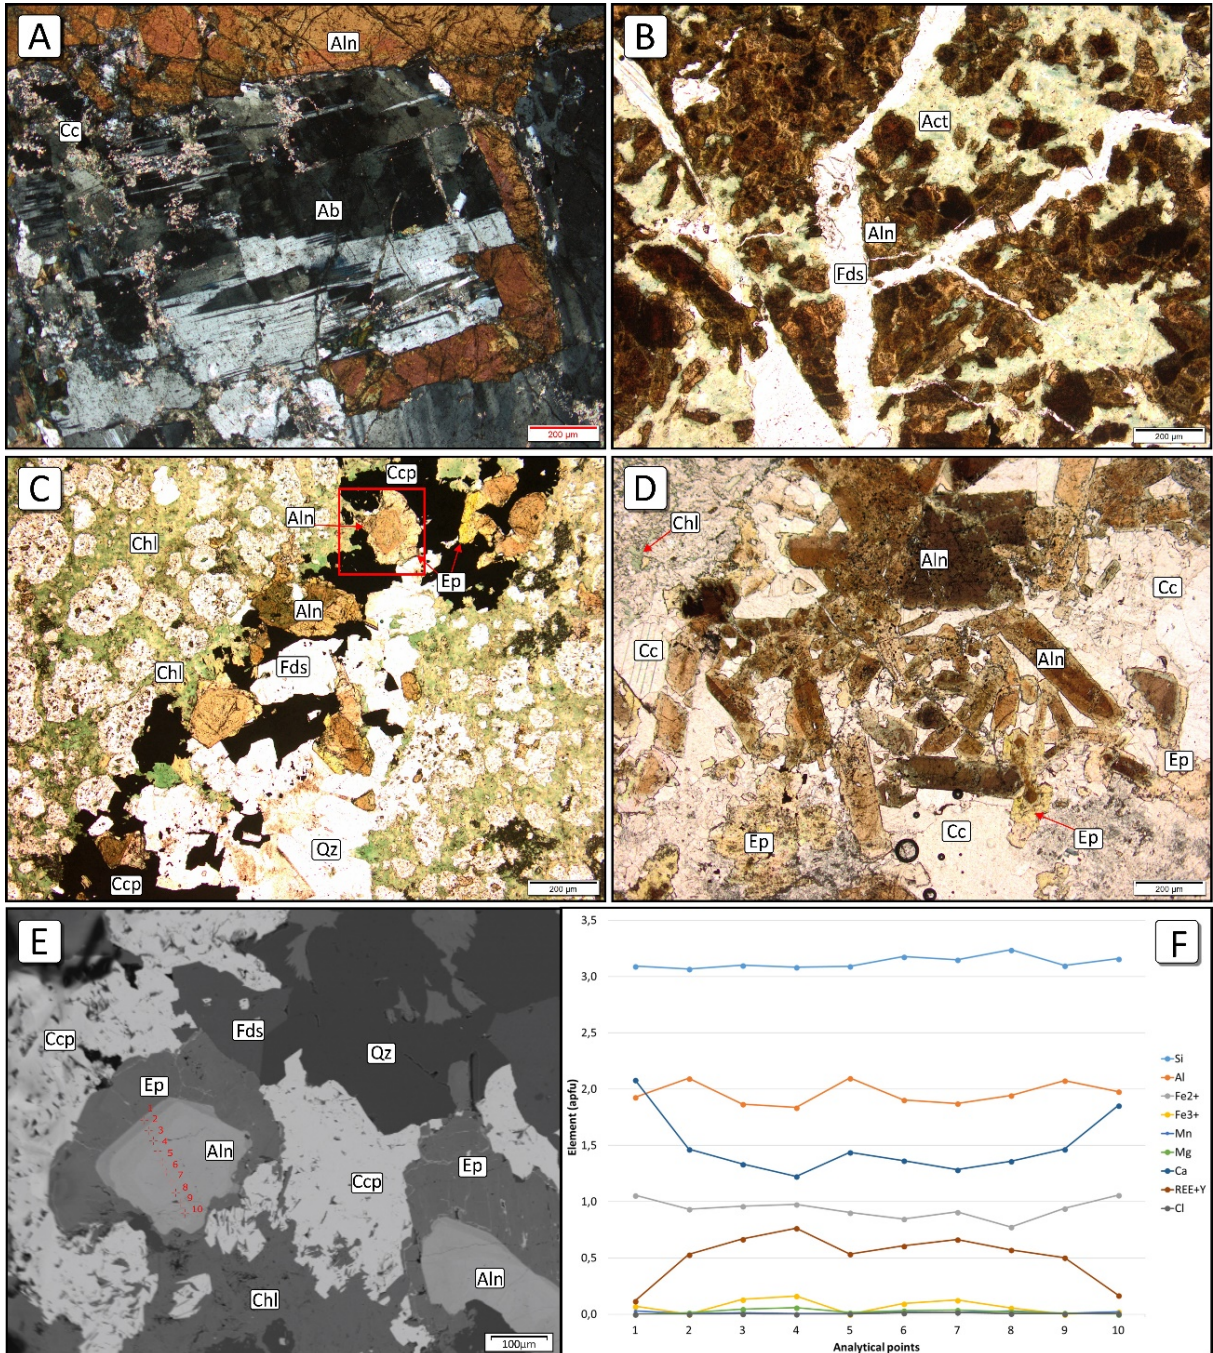 A
Aln
Cc
Ab
200 µm
B
Act
Aln
Fds
200 µm
C
Ccp
Aln
Chl
Ep
Aln
Chl
Fds
Qz
Ccp
200 µm
D
Chl
Aln
Cc
Cc
Aln
Ep
Ep
Cc
Ep
200 µm
E
Fds
Ccp
Qz
Ep
1
2
3
4
5
6
7
8
9
10
Aln
Ccp
Ep
Aln
Chl
100µm
F
3,5
3,0
2,5
2,0
1,5
1,0
0,5
0,0
Element (apfu)
1 2 3 4 5 6 7 8 9 10
Analytical points
Si
Al
Fe2+
Fe3+
Mn
Mg
Ca
REE+Y
Cl